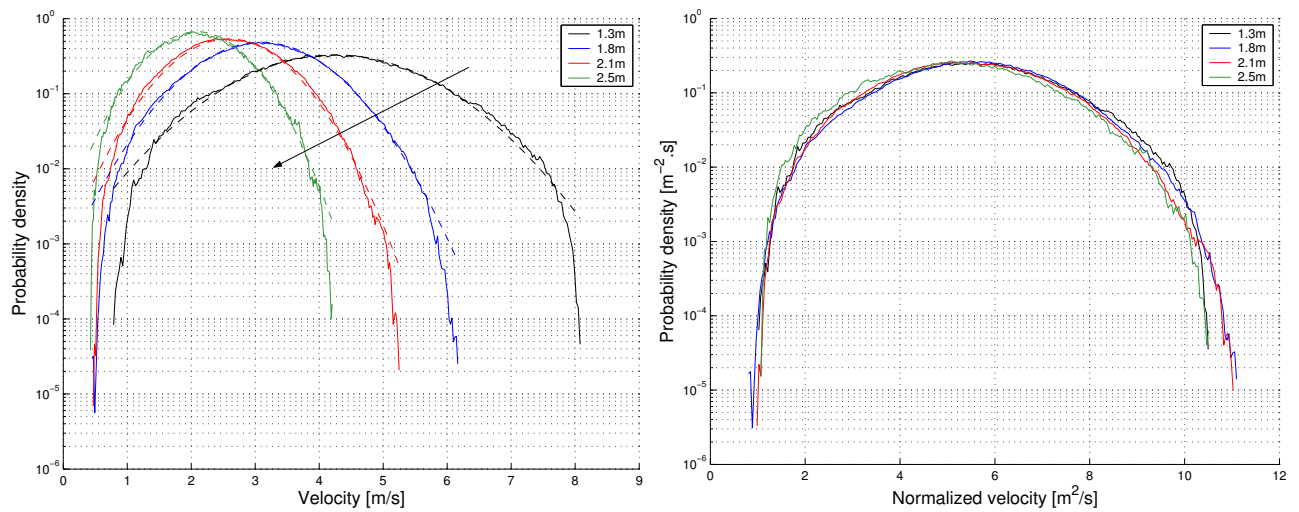 10^0
10^-1
10^-2
10^-3
10^-4
10^-5
10^-6
Probability density
0 1 2 3 4 5 6 7 8 9
Velocity [m/s]
1.3m
1.8m
2.1m
2.5m
10^0
10^-1
10^-2
10^-3
10^-4
10^-5
10^-6
Probability density [m^-2.s]
0 2 4 6 8 10 12
Normalized velocity [m^2/s]
1.3m
1.8m
2.1m
2.5m